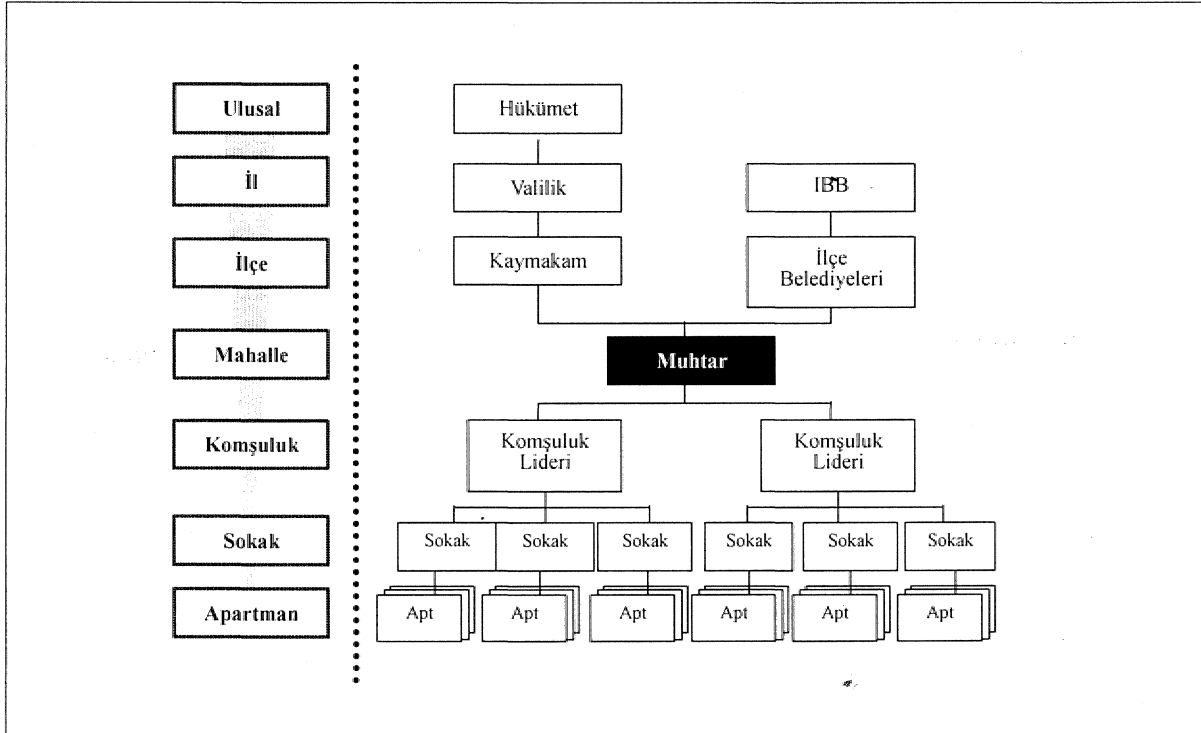 Ulusal
Hükümet
İl
Valilik
IBB
İlçe
Kaymakam
İlçe
Belediyeleri
Mahalle
Muhtar
Komşuluk
Komşuluk
Lideri
Komşuluk
Lideri
Sokak
Sokak
Sokak
Sokak
Sokak
Sokak
Sokak
Apartman
Apt
Apt
Apt
Apt
Apt
Apt